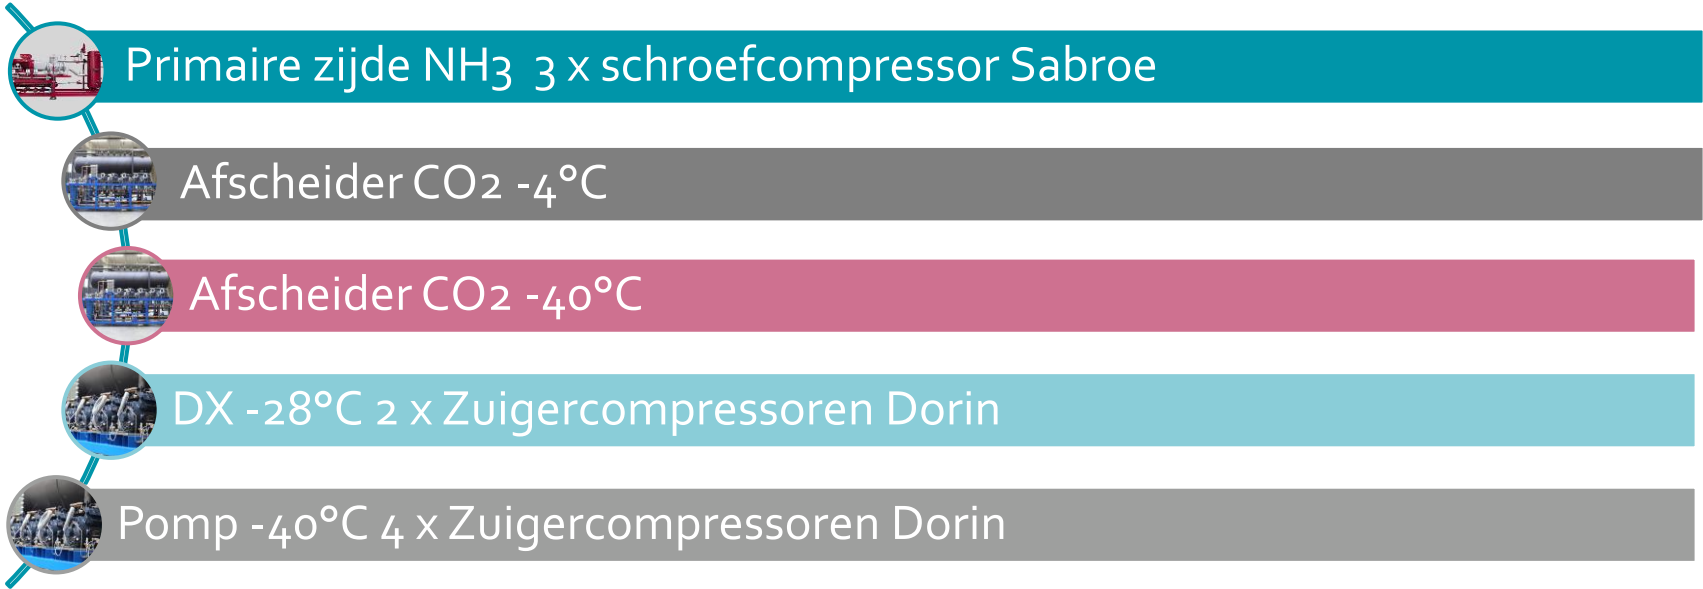 Primaire zijde NH3  3 x schroefcompressor Sabroe
Afscheider CO2 -4°C
Afscheider CO2 -40°C
DX -28°C 2 x Zuigercompressoren Dorin
Pomp -40°C 4 x Zuigercompressoren Dorin